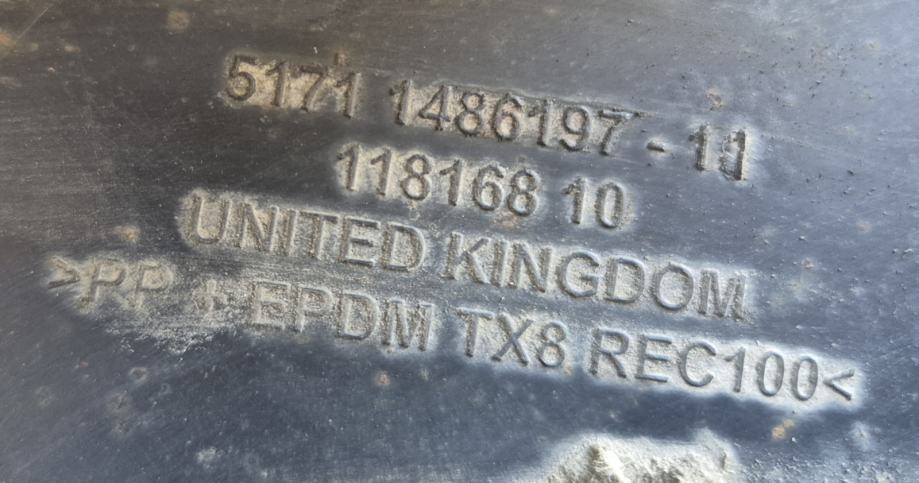 5171 1486197 - 11
118168 10
UNITED KINGDOM
>PP + EPDM TX8 REC100<